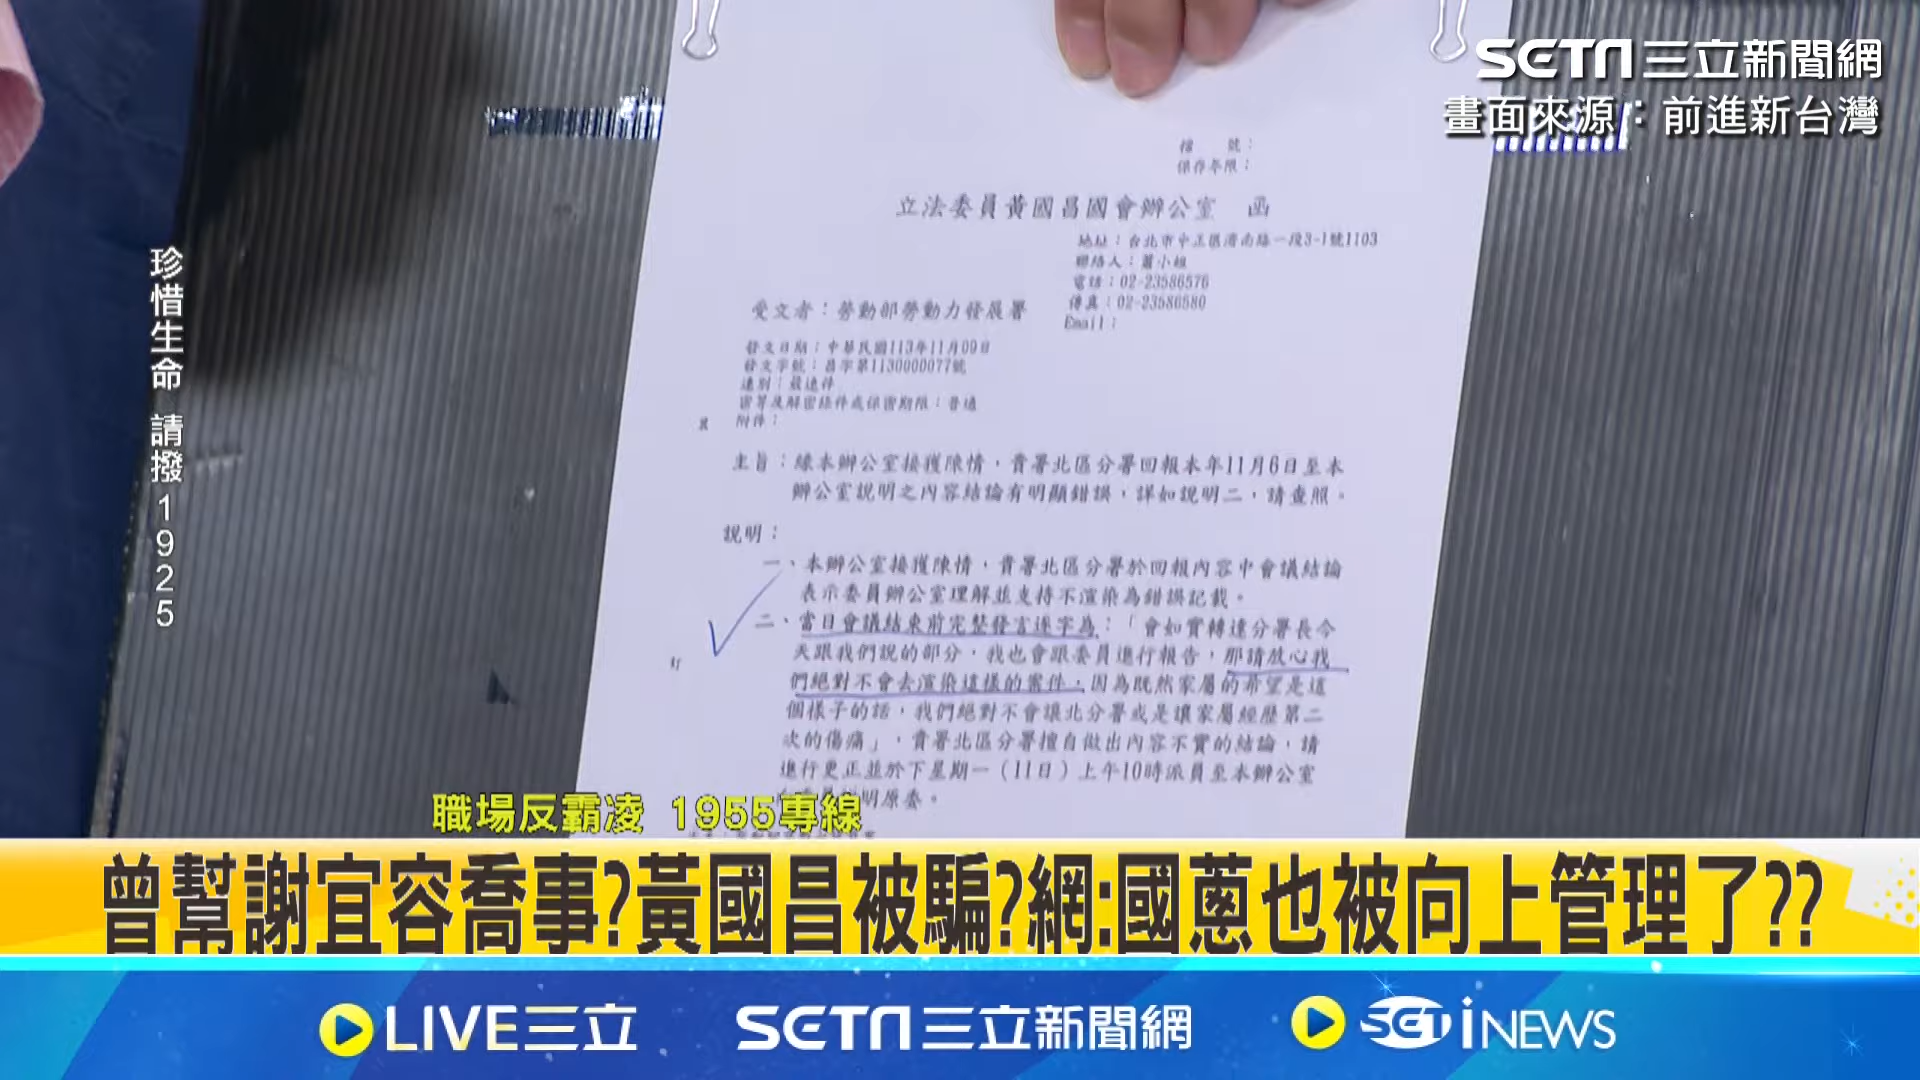 SETN三立新聞網
畫面來源：前進新台灣
珍惜生命 請撥1925
檔　號：
保存年限：
立法委員黃國昌國會辦公室 函
地址：台北市中正區濟南路一段3-1號1103
聯絡人：蕭小姐
電話：02-23586576
傳真：02-23586580
Email：
受文者：勞動部勞動力發展署
發文日期：中華民國113年11月09日
發文字號：昌字第1130000077號
速別：最速件
密等及解密條件或保密期限：普通
附件：
主旨：緣本辦公室接獲陳情，貴署北區分署回報本年11月6日至本
辦公室說明之內容結論有明顯錯誤，詳如說明二，請查照。
說明：
一、本辦公室接獲陳情，貴署北區分署於回報內容中會議結論
表示委員辦公室理解並支持不渲染為錯誤記載。
二、當日會議結束前完整發言逐字為：「會如實轉達分署長今
天跟我們說的部分，我也會跟委員進行報告，那請放心我
們絕對不會去渲染這樣的案件，因為既然家屬的希望是這
個樣子的話，我們絕對不會讓北分署或是讓家屬經歷第二
次的傷痛」，貴署北區分署擅自做出內容不實的結論，請
進行更正並於下星期一（11日）上午10時派員至本辦公室
明原委。
訂
職場反霸凌 1955專線
曾幫謝宜容喬事?黃國昌被騙?網:國蔥也被向上管理了??
LIVE三立
SETN三立新聞網
SETiNEWS